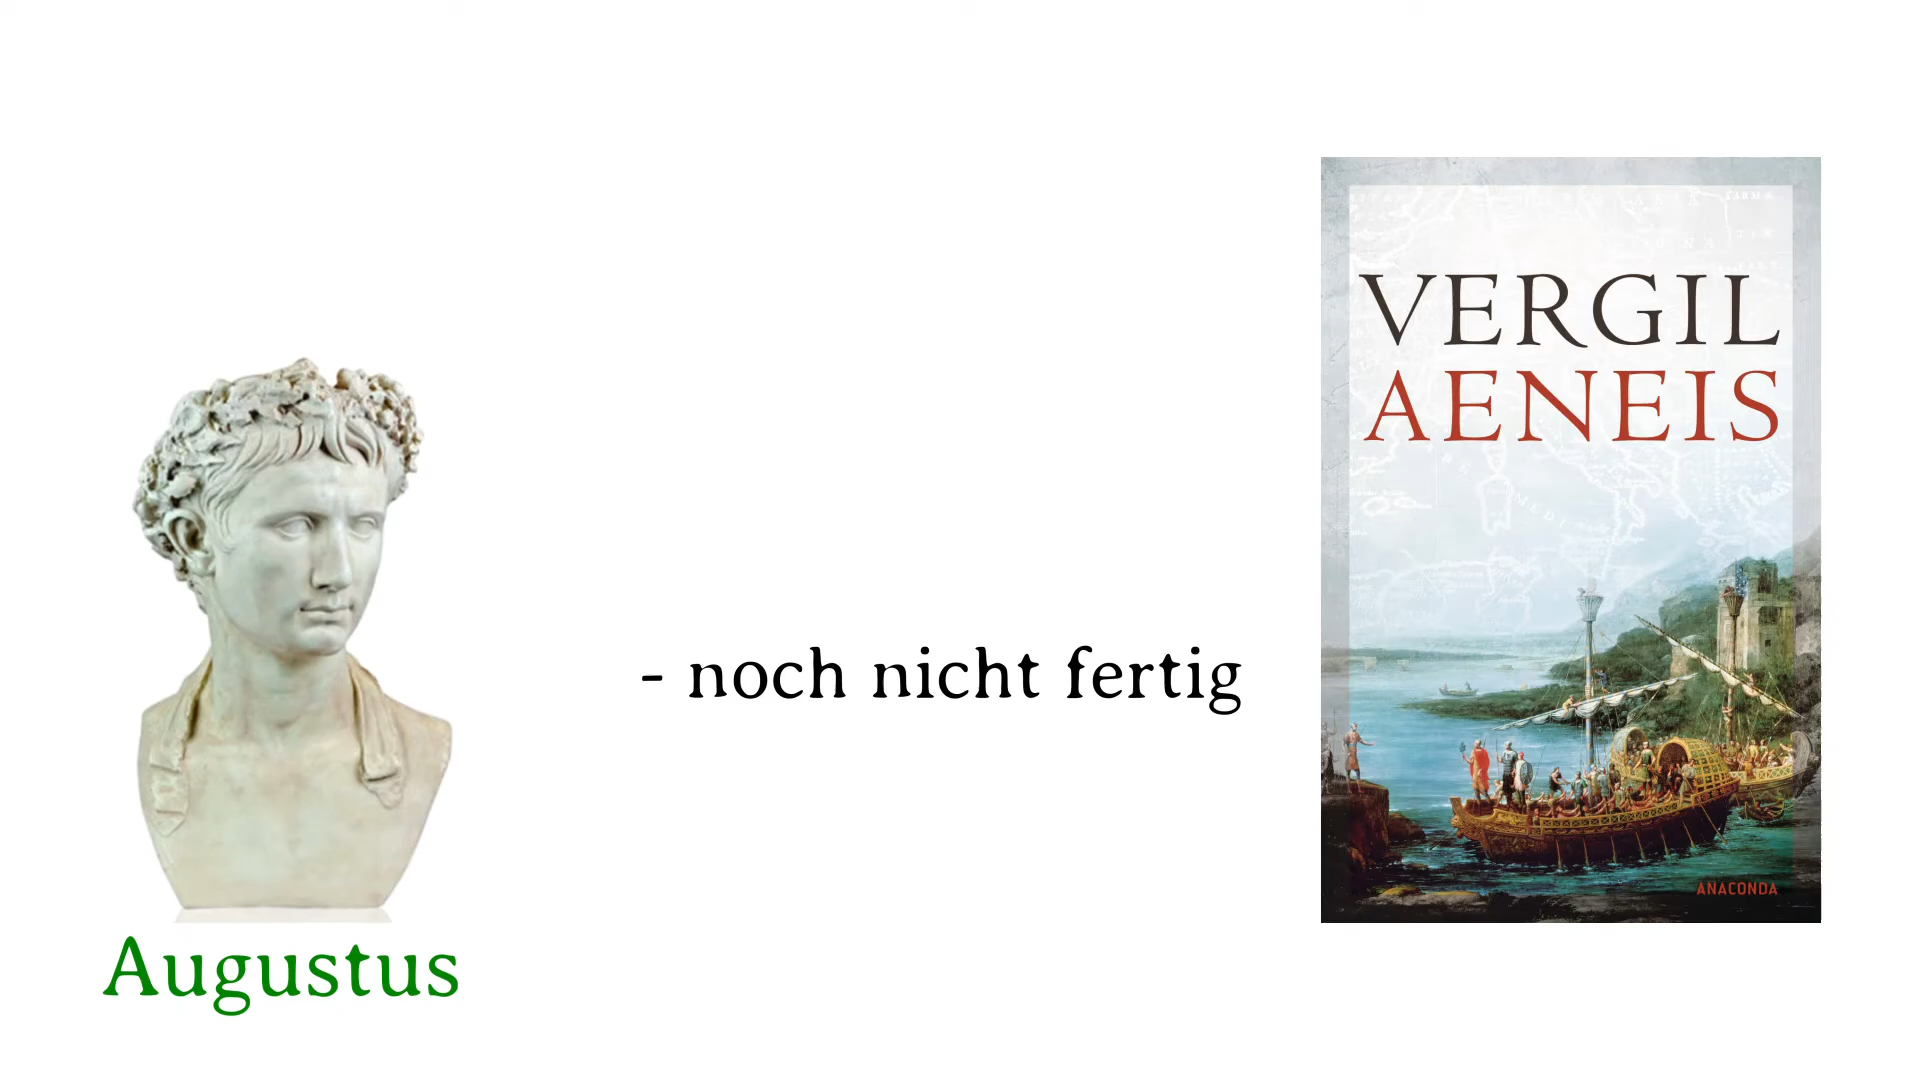 VERGIL
AENEIS
- noch nicht fertig
ANACONDA
Augustus